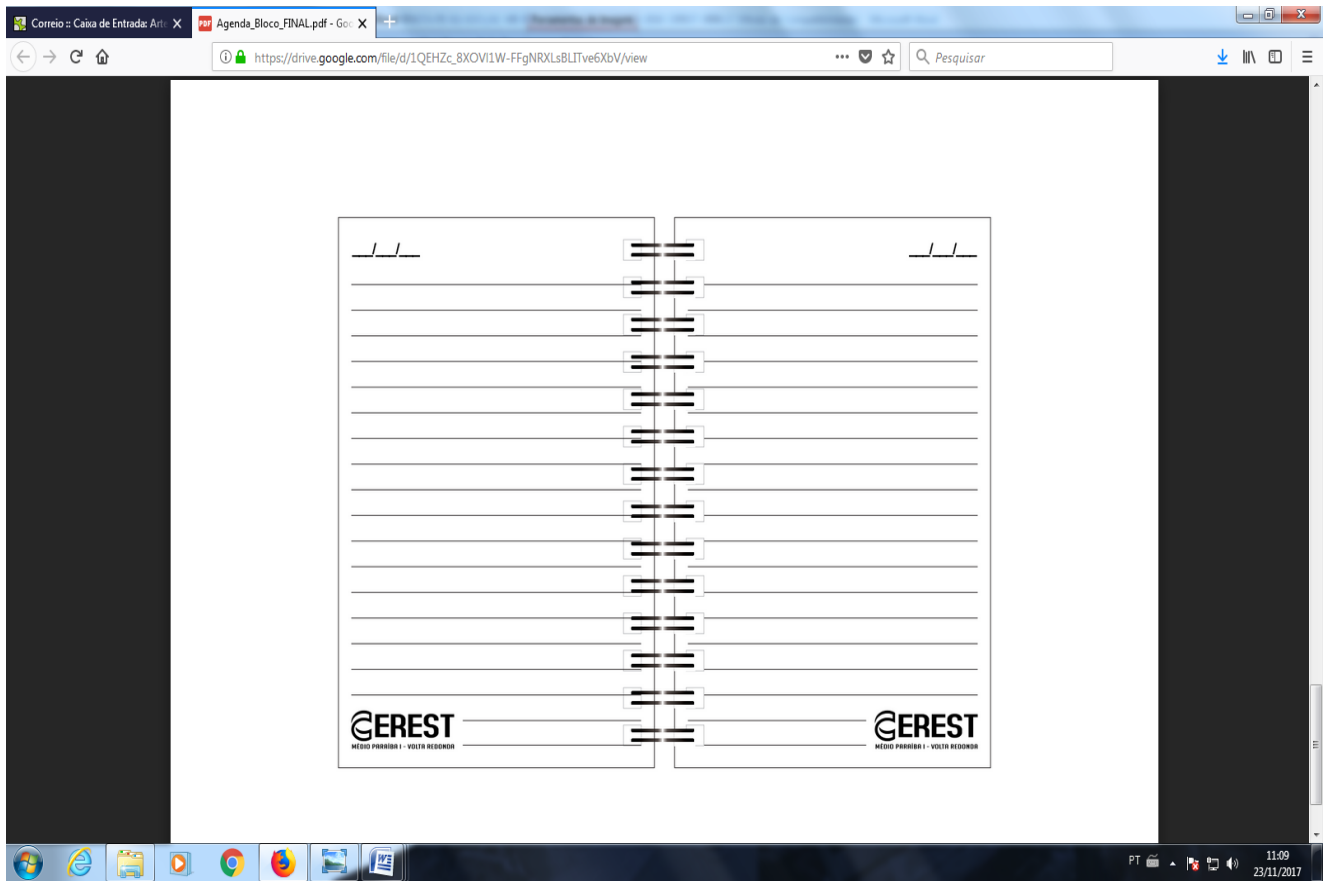 Correio :: Caixa de Entrada: Arte
Agenda_Bloco_FINAL.pdf - Goo
https://drive.google.com/file/d/1QEHZc_8XOVI1W-FFgNRXLsBLITve6XbV/view
Pesquisar
__/__/__
__/__/__
CEREST
MÉDIO PARAÍBA I - VOLTA REDONDA
CEREST
MÉDIO PARAÍBA I - VOLTA REDONDA
PT
11:09
23/11/2017